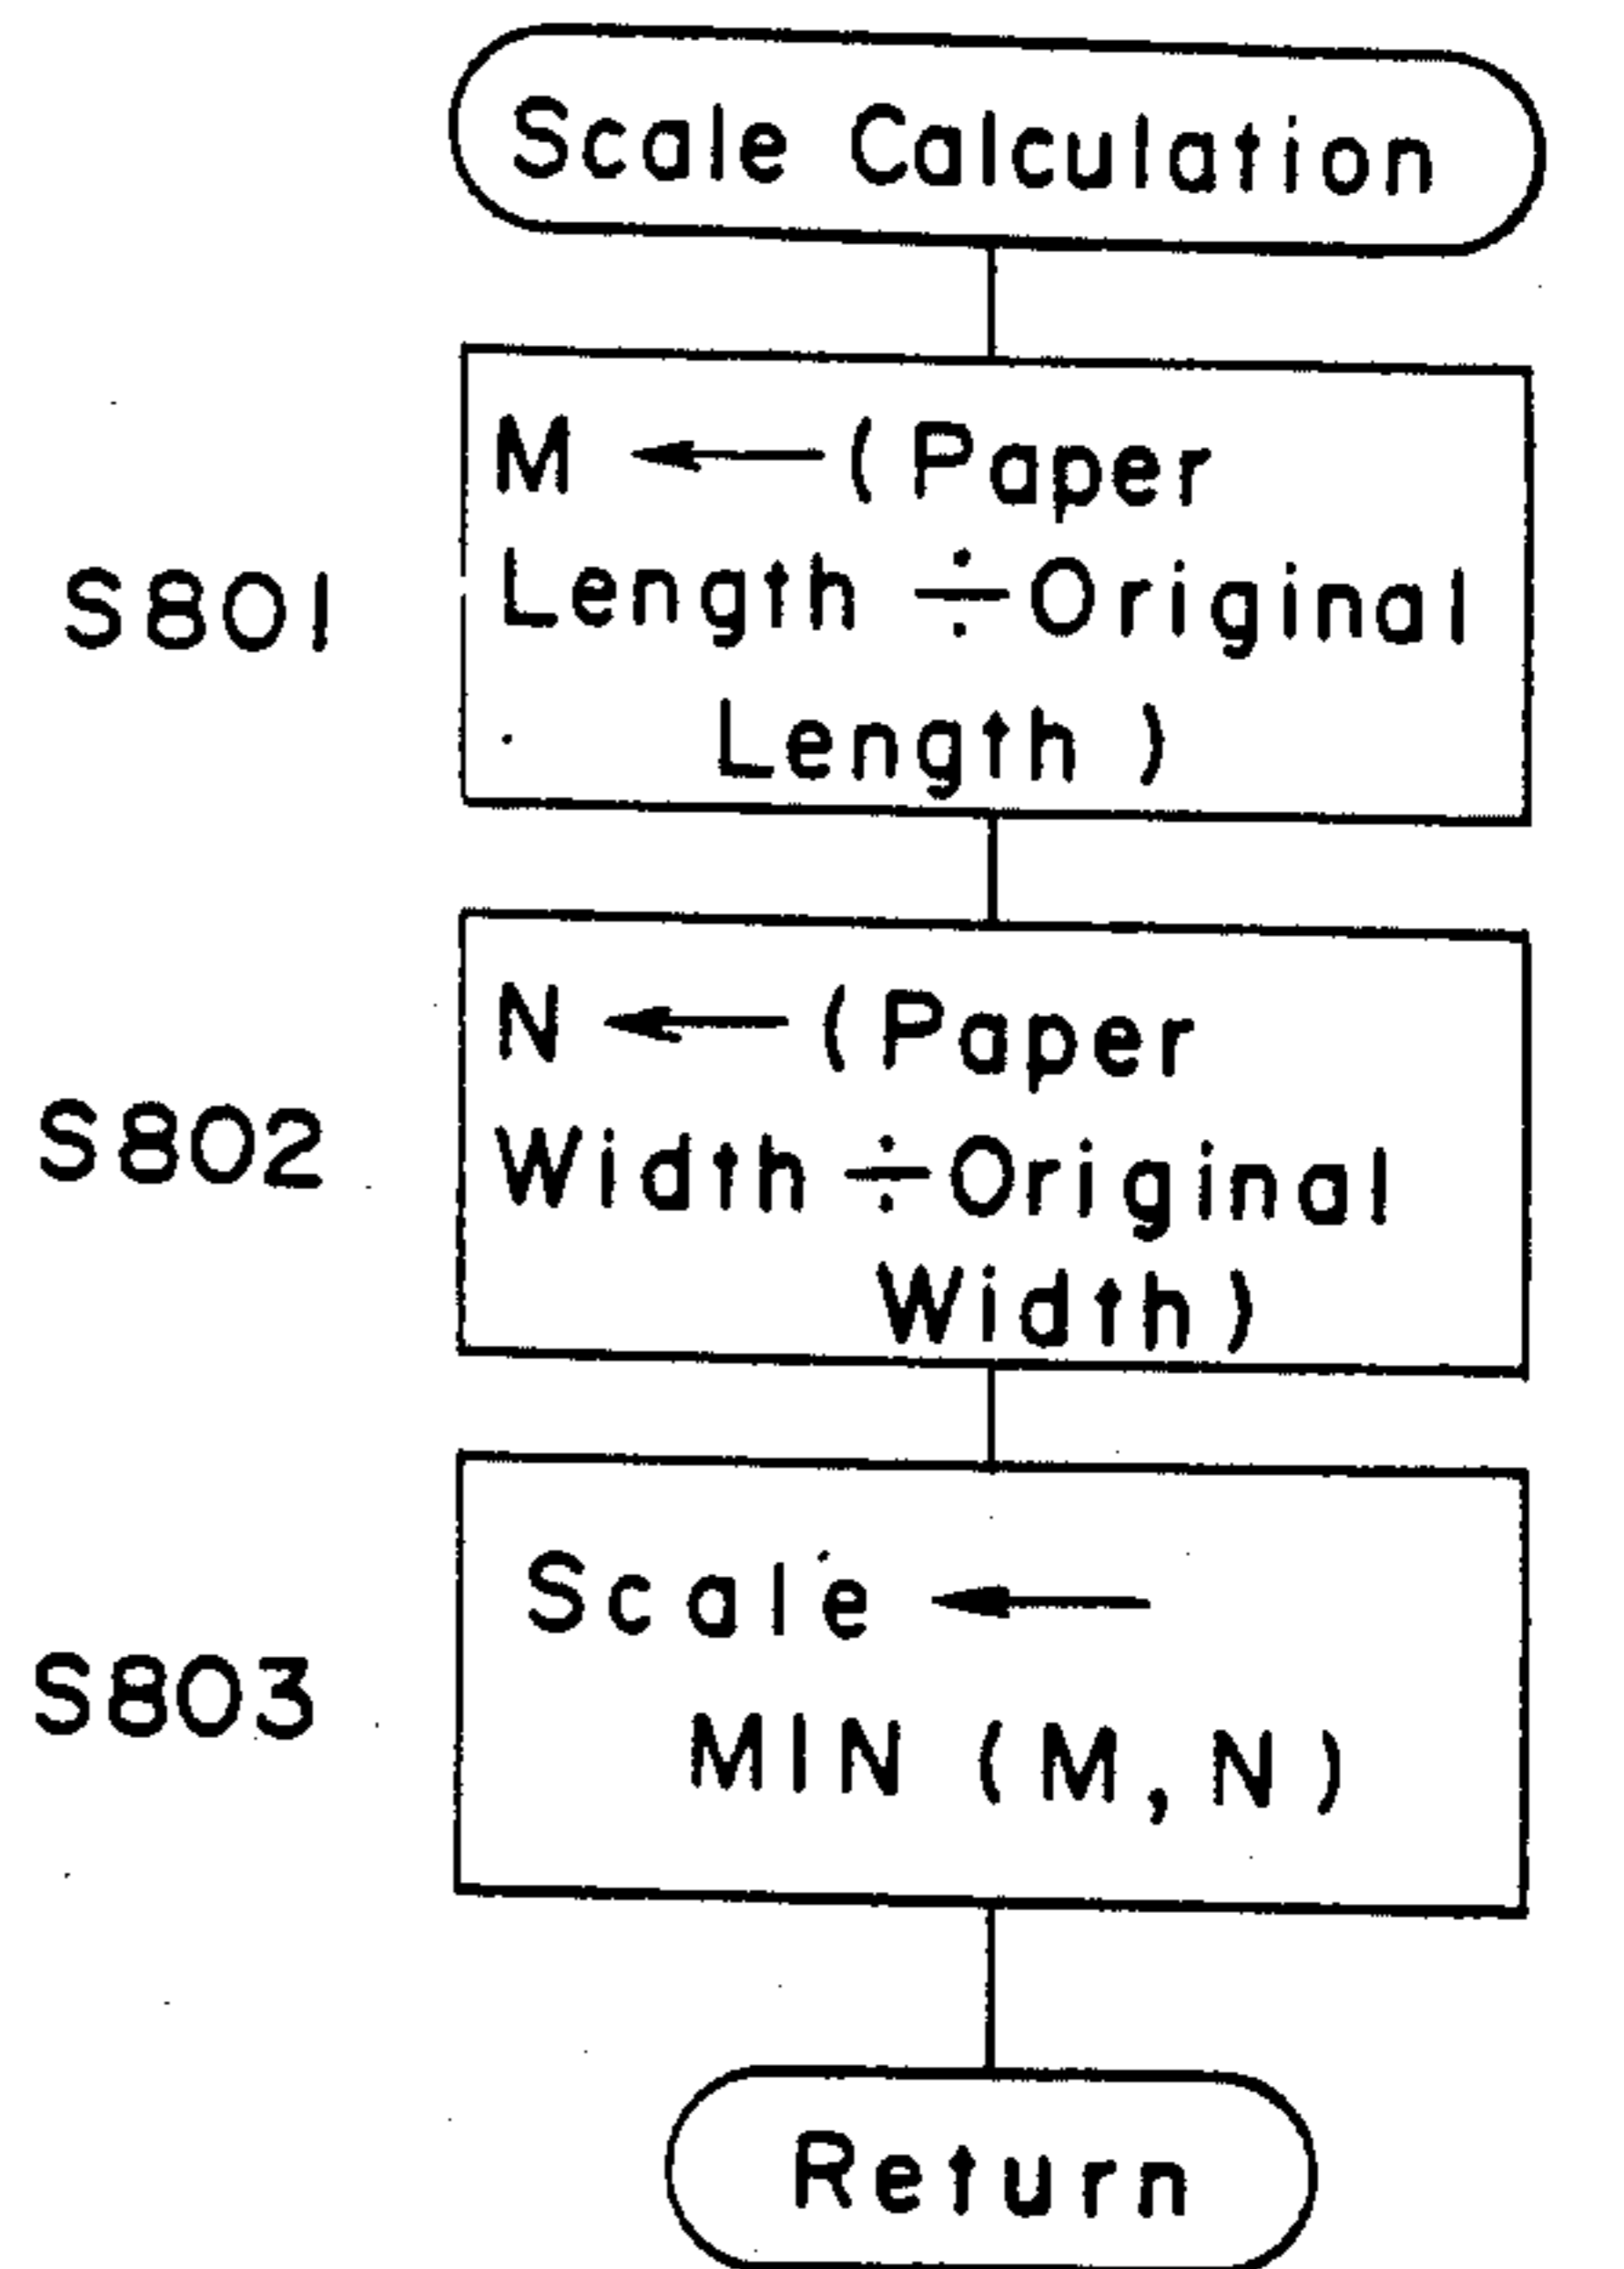 Scale Calculation
S801
M ← (Paper
Length ÷ Original
Length)
S802
N ← (Paper
Width ÷ Original
Width)
S803
Scale ←
MIN (M, N)
Return